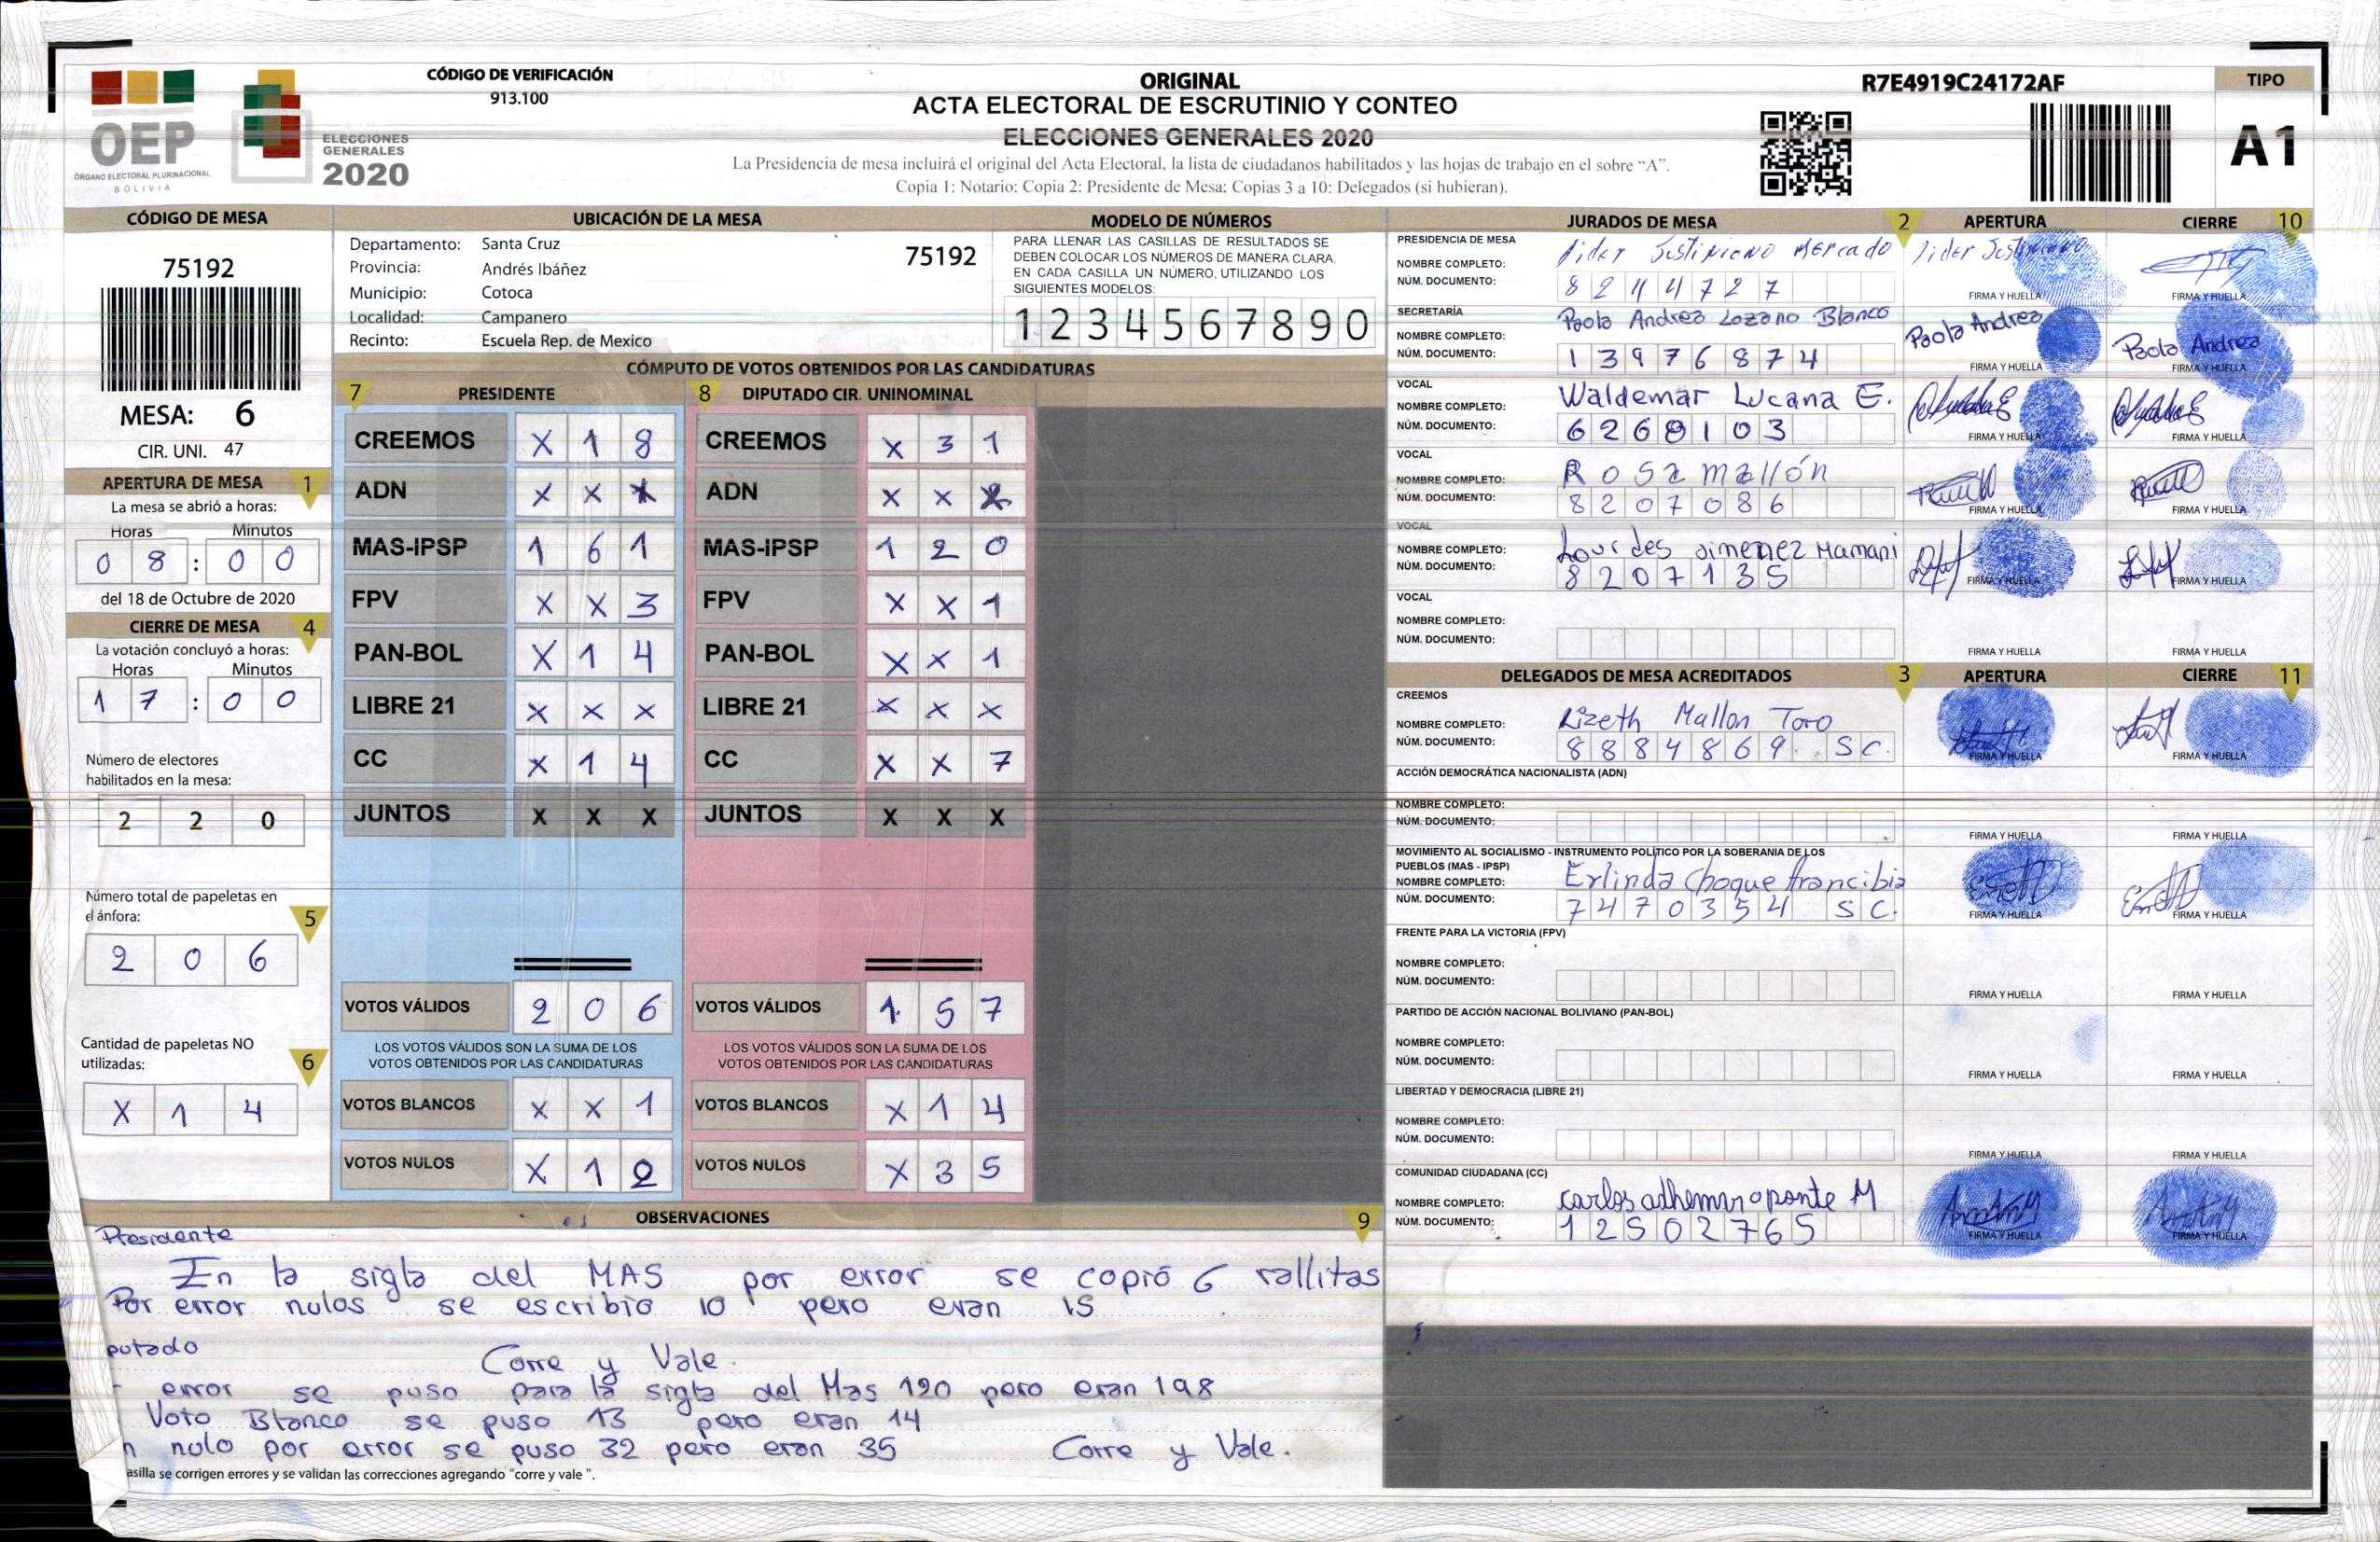 CÓDIGO DE VERIFICACIÓN
913.100
ORIGINAL
ACTA ELECTORAL DE ESCRUTINIO Y CONTEO
ELECCIONES GENERALES 2020
La Presidencia de mesa incluirá el original del Acta Electoral, la lista de ciudadanos habilitados y las hojas de trabajo en el sobre “A”.
Copia 1: Notario; Copia 2: Presidente de Mesa; Copias 3 a 10: Delegados (si hubieran).
R7E4919C24172AF
TIPO
A1
OEP
ÓRGANO ELECTORAL PLURINACIONAL
BOLIVIA
ELECCIONES
GENERALES
2020
CÓDIGO DE MESA
75192
MESA: 6
CIR. UNI. 47
APERTURA DE MESA 1
La mesa se abrió a horas:
Horas Minutos
0 8 : 0 0
del 18 de Octubre de 2020
CIERRE DE MESA 4
La votación concluyó a horas:
Horas Minutos
1 7 : 0 0
Número de electores
habilitados en la mesa:
2 2 0
Número total de papeletas en
el ánfora: 5
2 0 6
Cantidad de papeletas NO
utilizadas: 6
X 1 4
UBICACIÓN DE LA MESA
Departamento: Santa Cruz 75192
Provincia: Andrés Ibáñez
Municipio: Cotoca
Localidad: Campanero
Recinto: Escuela Rep. de Mexico
MODELO DE NÚMEROS
PARA LLENAR LAS CASILLAS DE RESULTADOS SE
DEBEN COLOCAR LOS NÚMEROS DE MANERA CLARA.
EN CADA CASILLA UN NÚMERO, UTILIZANDO LOS
SIGUIENTES MODELOS:
1 2 3 4 5 6 7 8 9 0
CÓMPUTO DE VOTOS OBTENIDOS POR LAS CANDIDATURAS
7 PRESIDENTE
CREEMOS X 1 8
ADN X X X
MAS-IPSP 1 6 1
FPV X X 3
PAN-BOL X 1 4
LIBRE 21 X X X
CC X 1 4
JUNTOS X X X
VOTOS VÁLIDOS 2 0 6
LOS VOTOS VÁLIDOS SON LA SUMA DE LOS
VOTOS OBTENIDOS POR LAS CANDIDATURAS
VOTOS BLANCOS X X 1
VOTOS NULOS X 1
8 DIPUTADO CIR. UNINOMINAL
CREEMOS X 3 1
ADN X X
MAS-IPSP 1 2 0
FPV X X 1
PAN-BOL X X 1
LIBRE 21 X X X
CC X X 7
JUNTOS X X X
VOTOS VÁLIDOS 1 5 7
LOS VOTOS VÁLIDOS SON LA SUMA DE LOS
VOTOS OBTENIDOS POR LAS CANDIDATURAS
VOTOS BLANCOS X 1 4
VOTOS NULOS X 3 5
OBSERVACIONES 9
Presidente
En la sigla del MAS por error se copió 6 rallitas
Por error nulos se escribio 10 pero eran 15
putado
Corre y Vale.
error se puso para la sigla del Mas 120 pero eran 198
Voto Blanco se puso 13 pero eran 14
n nulo por error se puso 32 pero eran 35 Corre y Vale.
asilla se corrigen errores y se validan las correcciones agregando "corre y vale ".
JURADOS DE MESA 2 APERTURA CIERRE 10
PRESIDENCIA DE MESA
NOMBRE COMPLETO: Justiniano Mercado
NÚM. DOCUMENTO: 8 2 4 4 7 2 7
FIRMA Y HUELLA FIRMA Y HUELLA
SECRETARÍA
NOMBRE COMPLETO: Paola Andrea Lozano Blanco
NÚM. DOCUMENTO: 1 3 9 7 6 8 7 4
Paola Andrea Paola Andrea
FIRMA Y HUELLA FIRMA Y HUELLA
VOCAL
NOMBRE COMPLETO: Waldemar Lucana E.
NÚM. DOCUMENTO: 6 2 6 0 1 0 3
FIRMA Y HUELLA FIRMA Y HUELLA
VOCAL
NOMBRE COMPLETO: Rosa mallón
NÚM. DOCUMENTO: 8 2 0 7 0 8 6
FIRMA Y HUELLA FIRMA Y HUELLA
VOCAL
NOMBRE COMPLETO: Lourdes Jimenez Mamani
NÚM. DOCUMENTO: 8 2 0 7 1 3 5
FIRMA Y HUELLA FIRMA Y HUELLA
VOCAL
NOMBRE COMPLETO:
NÚM. DOCUMENTO:
FIRMA Y HUELLA FIRMA Y HUELLA
DELEGADOS DE MESA ACREDITADOS 3 APERTURA CIERRE 11
CREEMOS
NOMBRE COMPLETO: Lizeth Mallon Toro
NÚM. DOCUMENTO: 8 8 8 4 8 6 9 S C.
FIRMA Y HUELLA FIRMA Y HUELLA
ACCIÓN DEMOCRÁTICA NACIONALISTA (ADN)
NOMBRE COMPLETO:
NÚM. DOCUMENTO:
FIRMA Y HUELLA FIRMA Y HUELLA
MOVIMIENTO AL SOCIALISMO - INSTRUMENTO POLÍTICO POR LA SOBERANIA DE LOS
PUEBLOS (MAS - IPSP)
NOMBRE COMPLETO: Erlinda Choque Arancibia
NÚM. DOCUMENTO: 7 4 7 0 3 5 4 S C.
FIRMA Y HUELLA FIRMA Y HUELLA
FRENTE PARA LA VICTORIA (FPV)
NOMBRE COMPLETO:
NÚM. DOCUMENTO:
FIRMA Y HUELLA FIRMA Y HUELLA
PARTIDO DE ACCIÓN NACIONAL BOLIVIANO (PAN-BOL)
NOMBRE COMPLETO:
NÚM. DOCUMENTO:
FIRMA Y HUELLA FIRMA Y HUELLA
LIBERTAD Y DEMOCRACIA (LIBRE 21)
NOMBRE COMPLETO:
NÚM. DOCUMENTO:
FIRMA Y HUELLA FIRMA Y HUELLA
COMUNIDAD CIUDADANA (CC)
NOMBRE COMPLETO: carlos adhemir aponte M
NÚM. DOCUMENTO: 1 2 5 0 2 7 6 5
FIRMA Y HUELLA FIRMA Y HUELLA